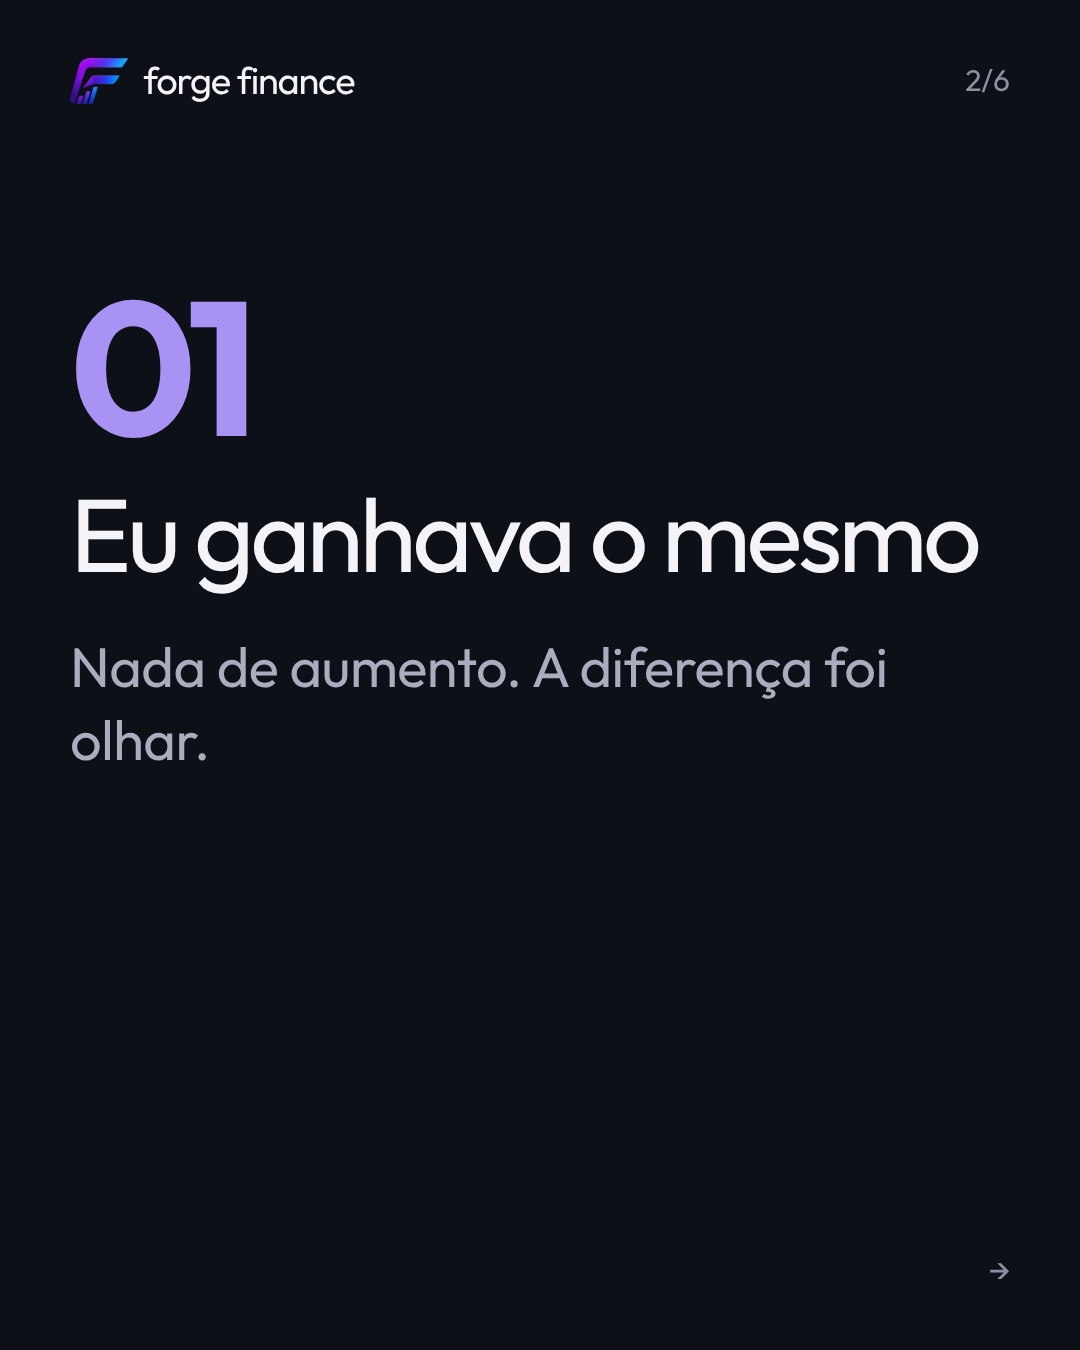 forge finance
2/6
01
Eu ganhava o mesmo
Nada de aumento. A diferença foi
olhar.
→